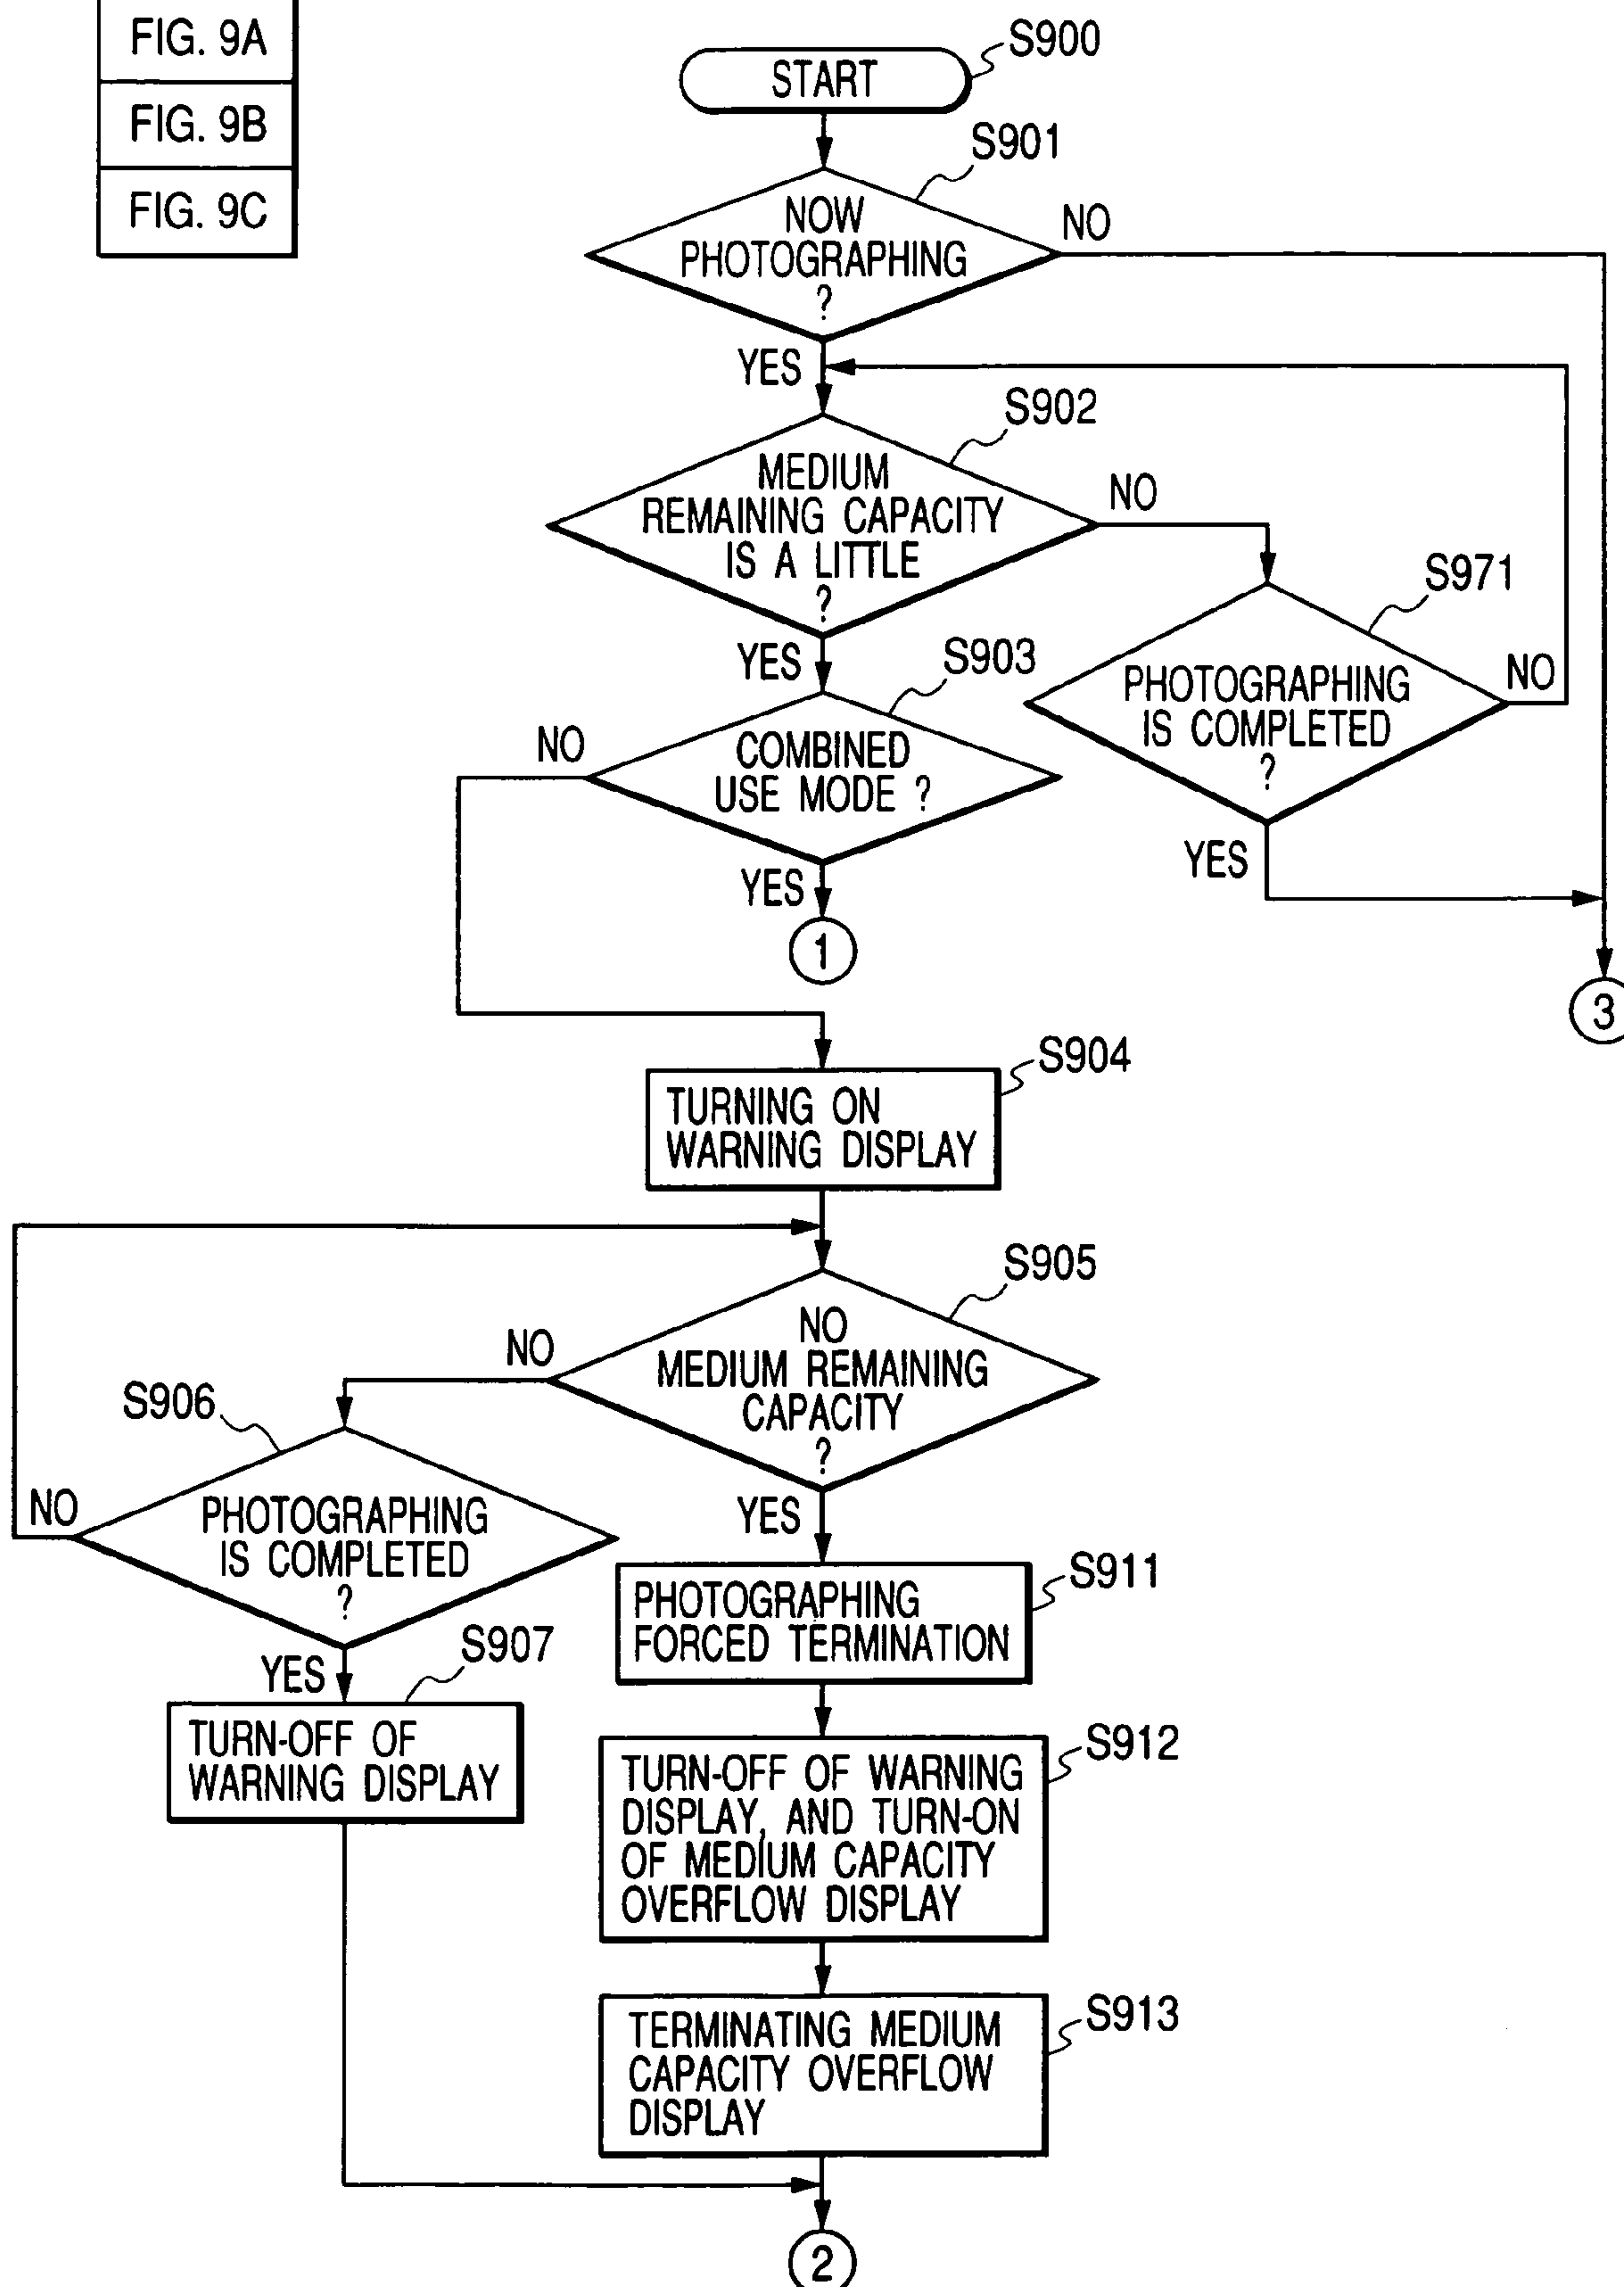 FIG. 9A
FIG. 9B
FIG. 9C
START
S900
S901
NOW
PHOTOGRAPHING
?
NO
YES
S902
MEDIUM
REMAINING CAPACITY
IS A LITTLE
?
NO
YES
S971
PHOTOGRAPHING
IS COMPLETED
?
NO
YES
S903
COMBINED
USE MODE ?
NO
YES
1
3
S904
TURNING ON
WARNING DISPLAY
S905
NO
MEDIUM REMAINING
CAPACITY
?
NO
YES
S906
PHOTOGRAPHING
IS COMPLETED
?
NO
YES
S907
TURN-OFF OF
WARNING DISPLAY
S911
PHOTOGRAPHING
FORCED TERMINATION
S912
TURN-OFF OF WARNING
DISPLAY, AND TURN-ON
OF MEDIUM CAPACITY
OVERFLOW DISPLAY
S913
TERMINATING MEDIUM
CAPACITY OVERFLOW
DISPLAY
2